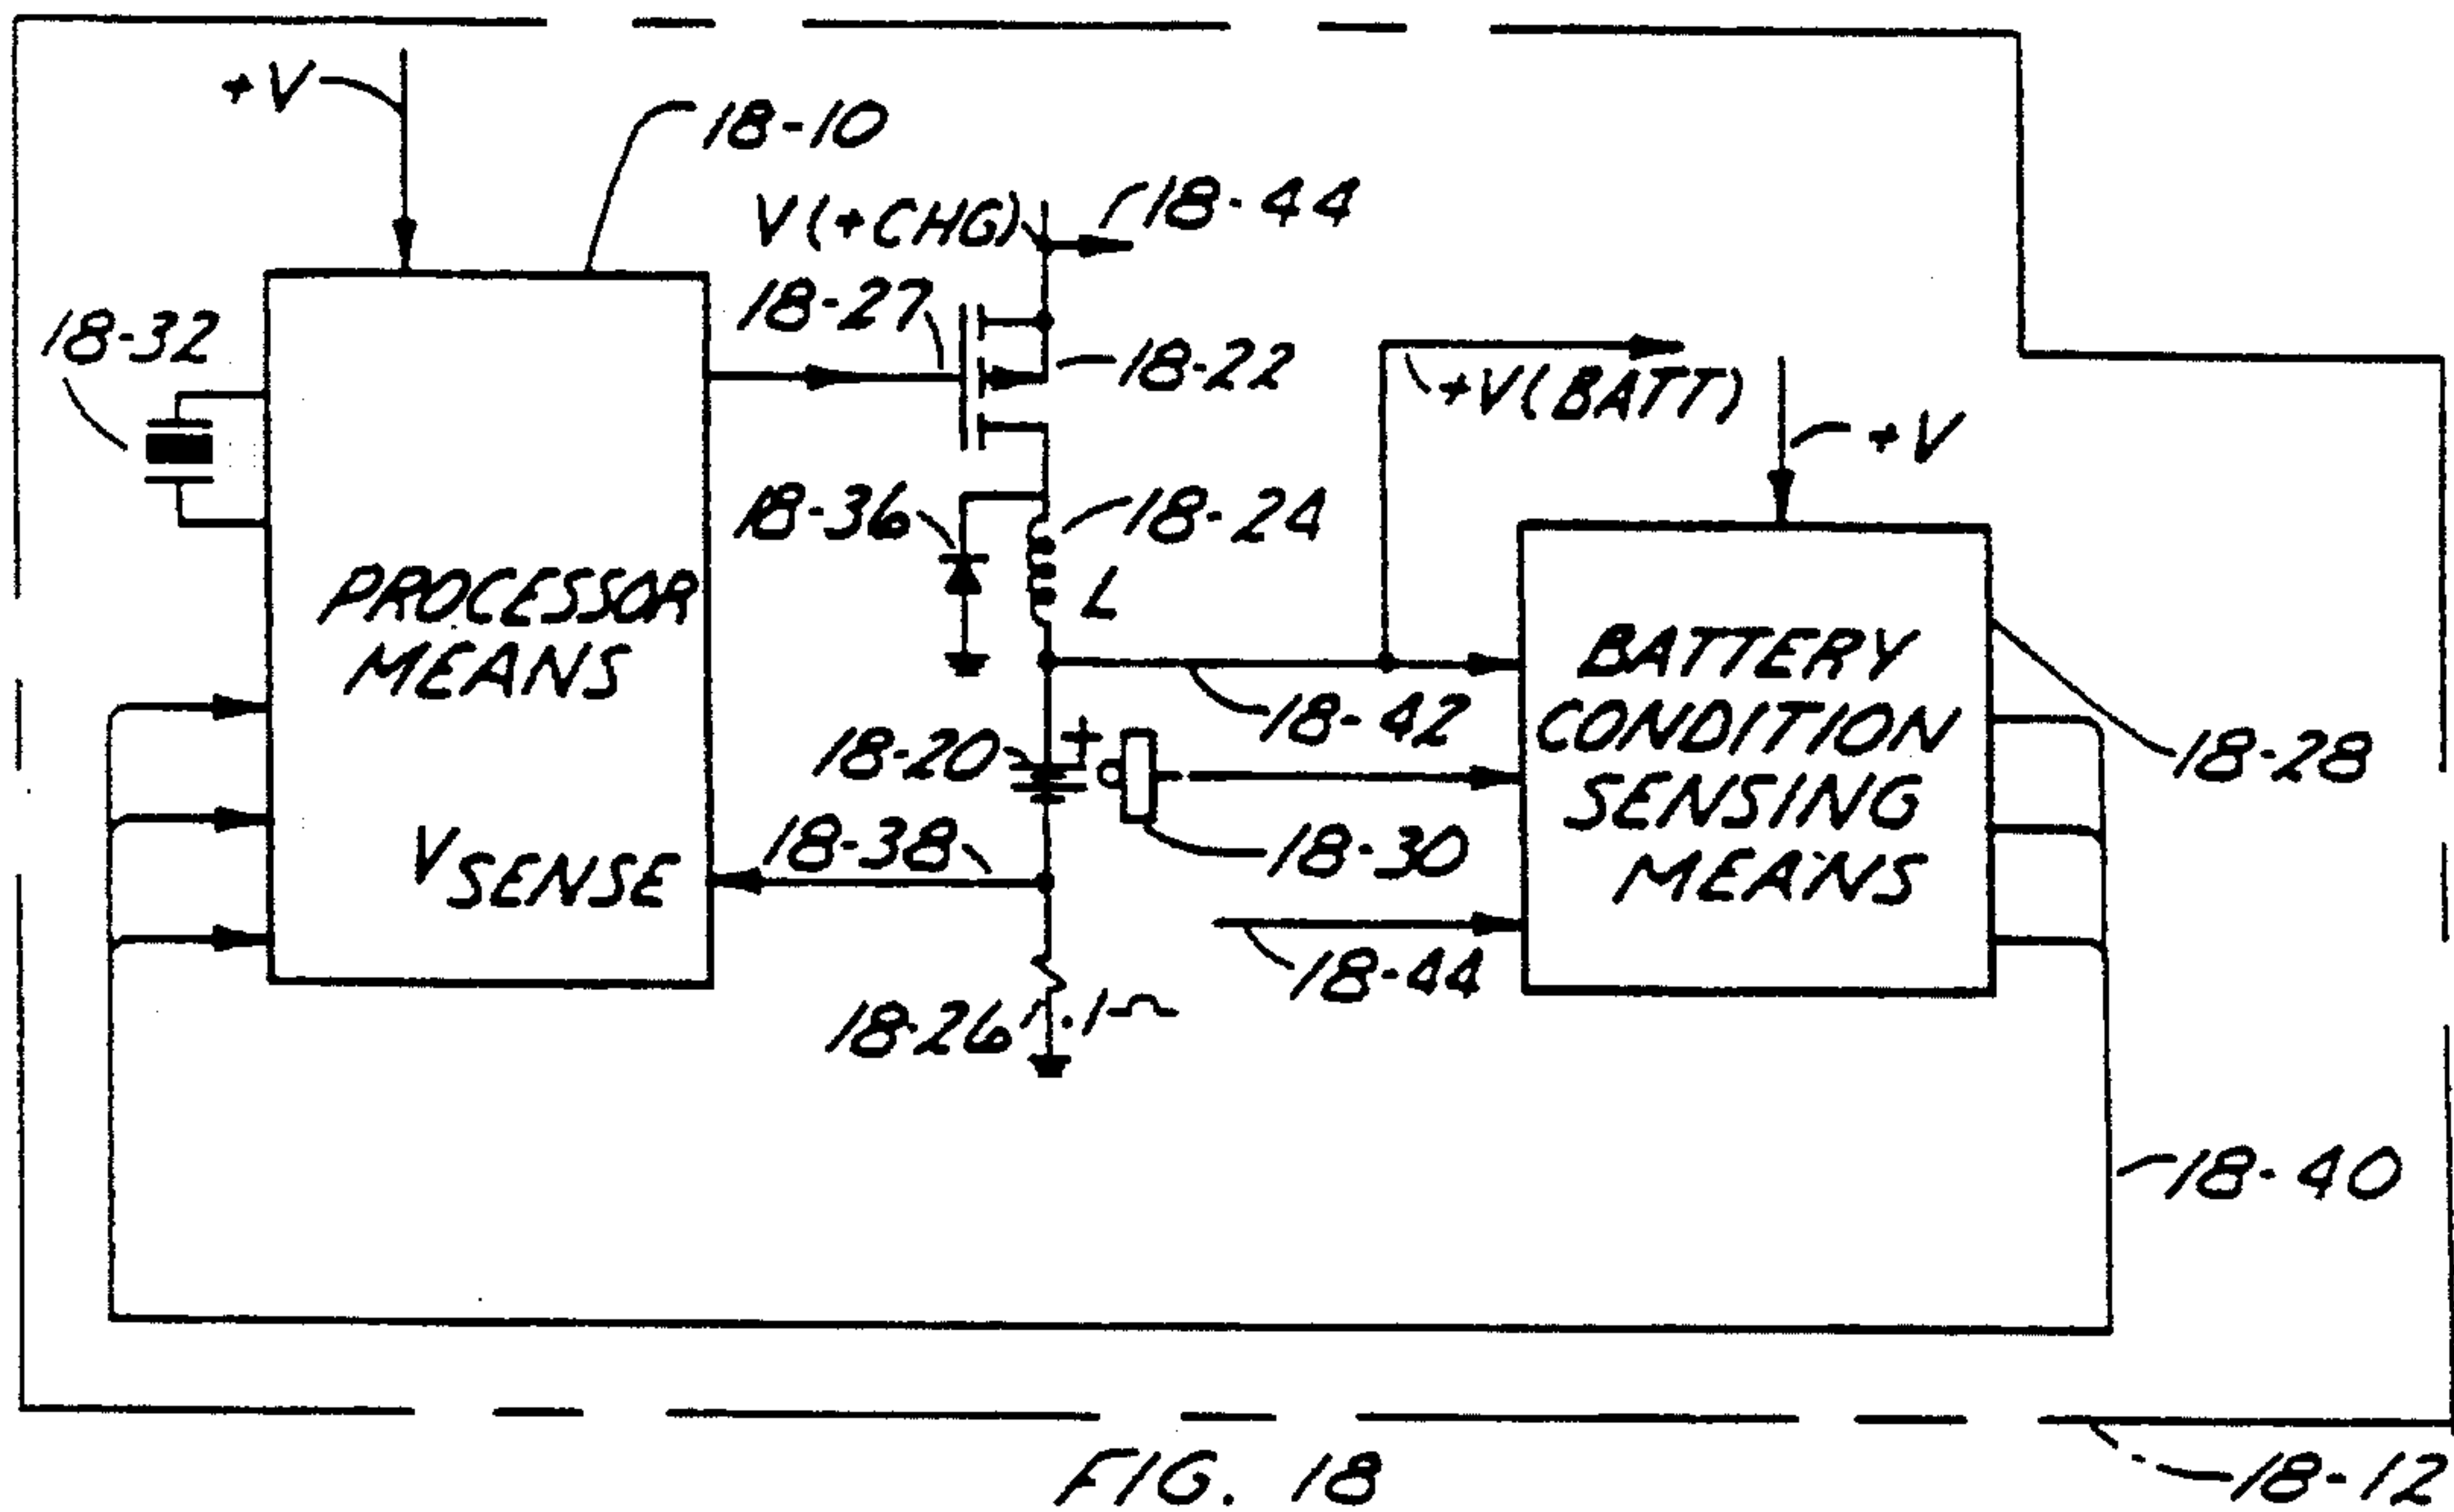 +V
18-10
V(+CHG)
18-44
18-27
18-32
18-22
+V(BATT)
+V
18-36
18-24
L
PROCESSOR
MEANS
BATTERY
CONDITION
SENSING
MEANS
18-42
18-20
+
18-28
18-38
VSENSE
18-30
18-44
18-26
.1Ω
18-40
FIG. 18
18-12